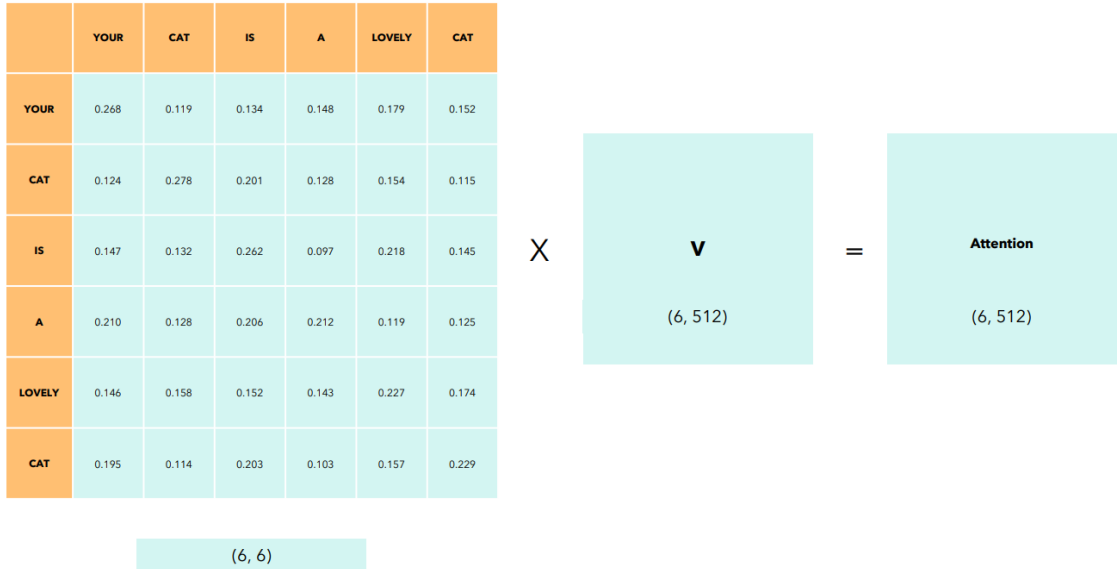 YOUR CAT IS A LOVELY CAT
YOUR 0.268 0.119 0.134 0.148 0.179 0.152
CAT 0.124 0.278 0.201 0.128 0.154 0.115
IS 0.147 0.132 0.262 0.097 0.218 0.145
A 0.210 0.128 0.206 0.212 0.119 0.125
LOVELY 0.146 0.158 0.152 0.143 0.227 0.174
CAT 0.195 0.114 0.203 0.103 0.157 0.229
(6, 6)
X
V
(6, 512)
=
Attention
(6, 512)